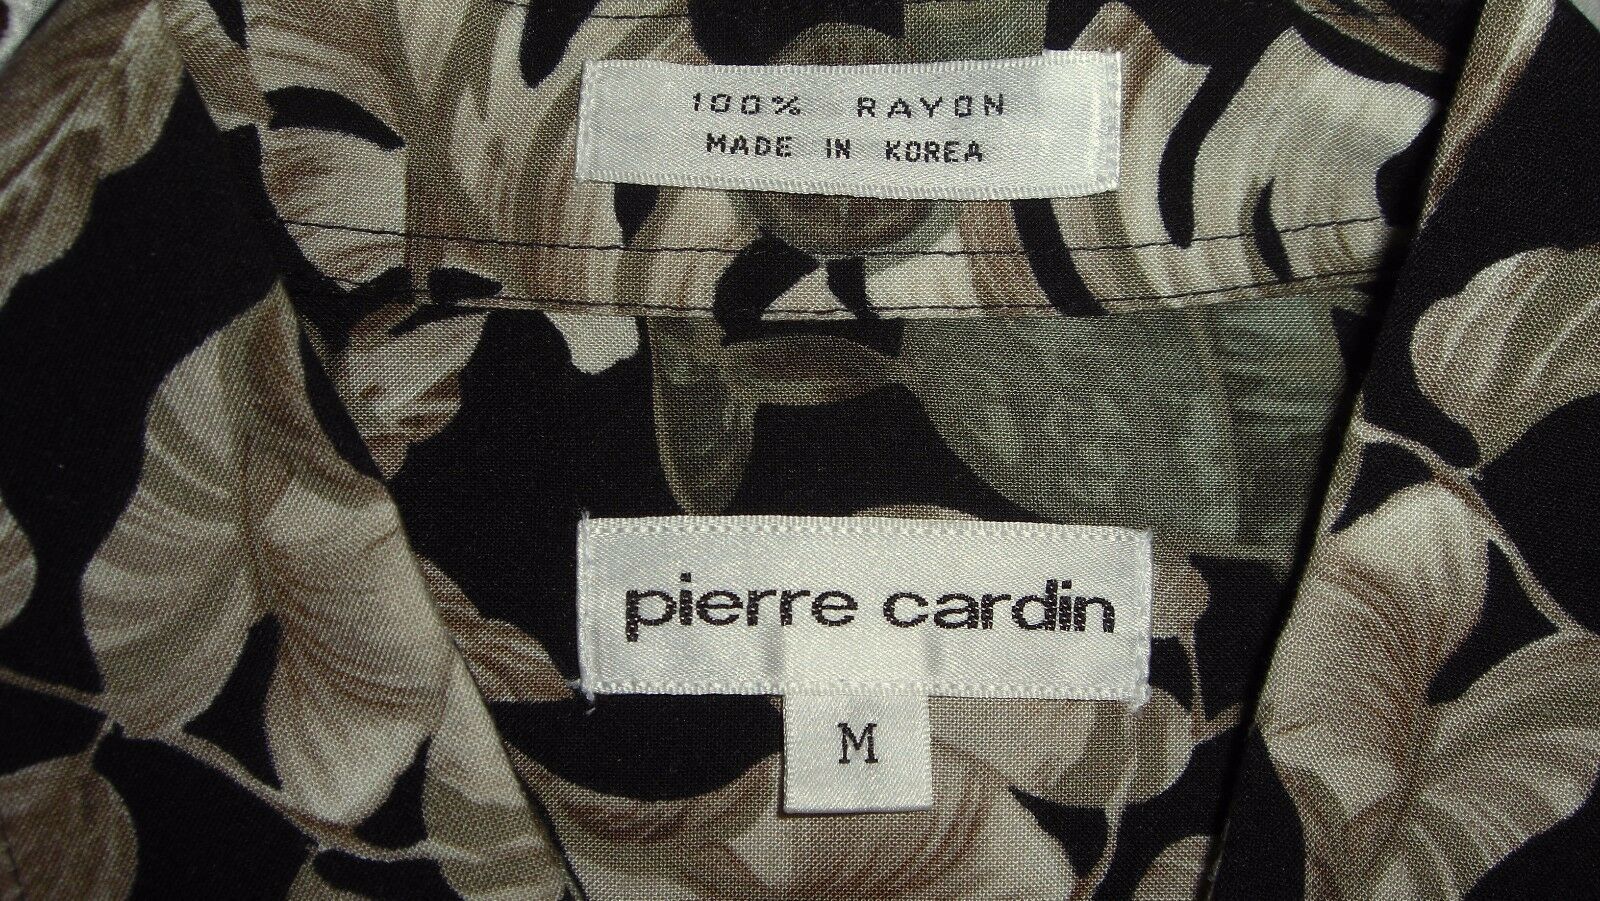 100% RAYON
MADE IN KOREA
pierre cardin
M